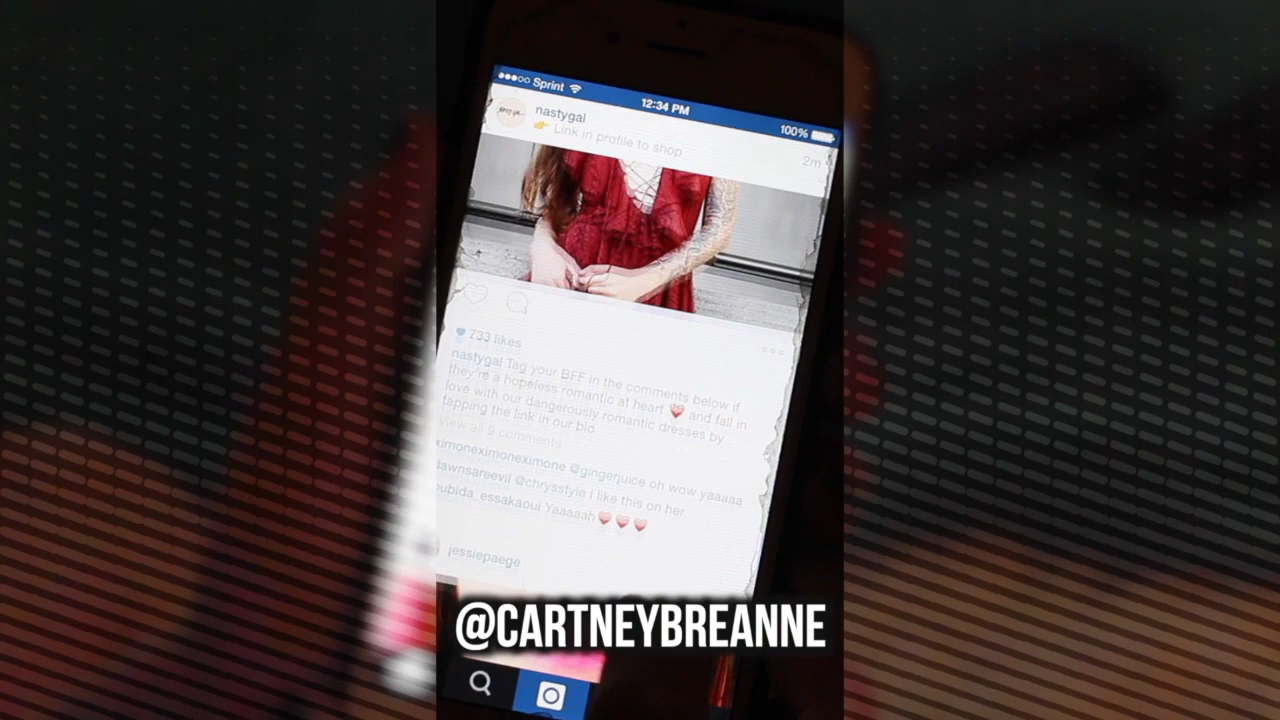 Sprint
12:34 PM
100%
nastygal
👉 Link in profile to shop
2m
733 likes
nastygal Tag your BFF in the comments below if
they're a hopeless romantic at heart ❤️ and fall in
love with our dangerously romantic dresses by
tapping the link in our bio
view all 9 comments
ximoneximoneximone @gingerjuice oh wow yaaaaa
lawnsareevil @chrysstyle I like this on her
oubida_essakaoui Yaaaaah❤️❤️❤️
jessiepaege
@CARTNEYBREANNE